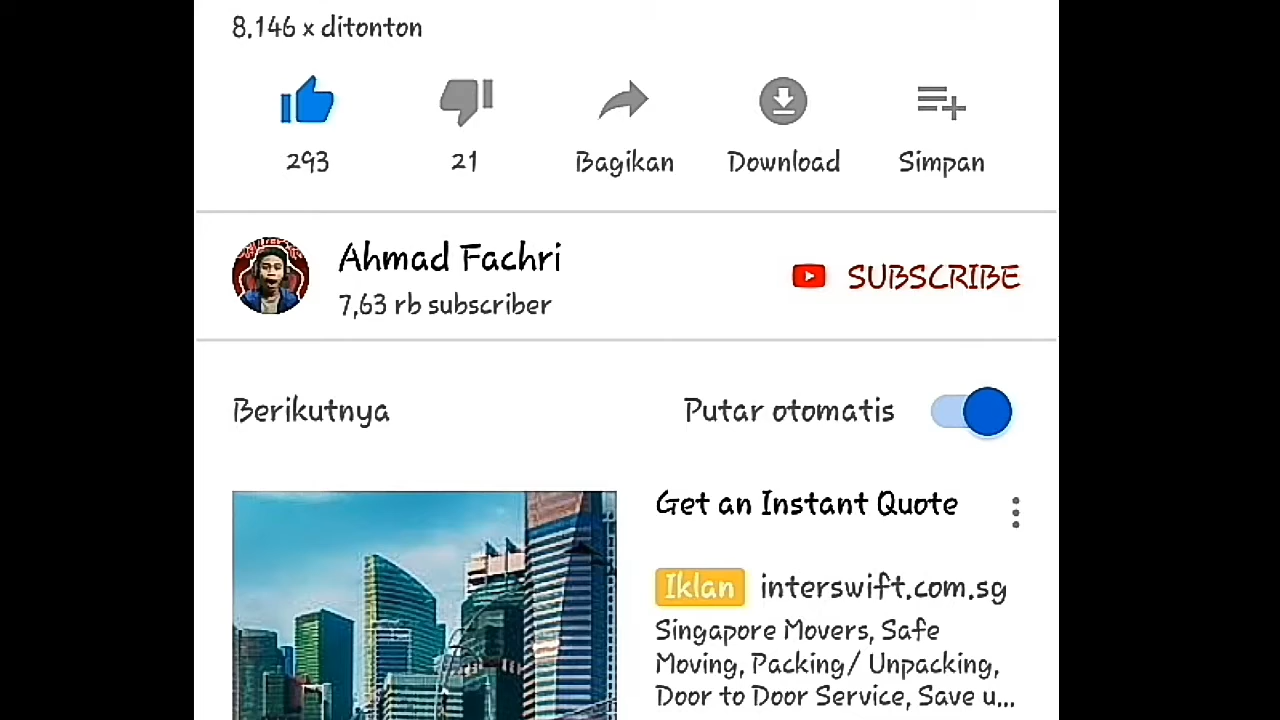 8.146 x ditonton
293
21
Bagikan
Download
Simpan
Ahmad Fachri
7,63 rb subscriber
SUBSCRIBE
Berikutnya
Putar otomatis
Get an Instant Quote
Iklan interswift.com.sg
Singapore Movers, Safe
Moving, Packing/ Unpacking,
Door to Door Service, Save u...